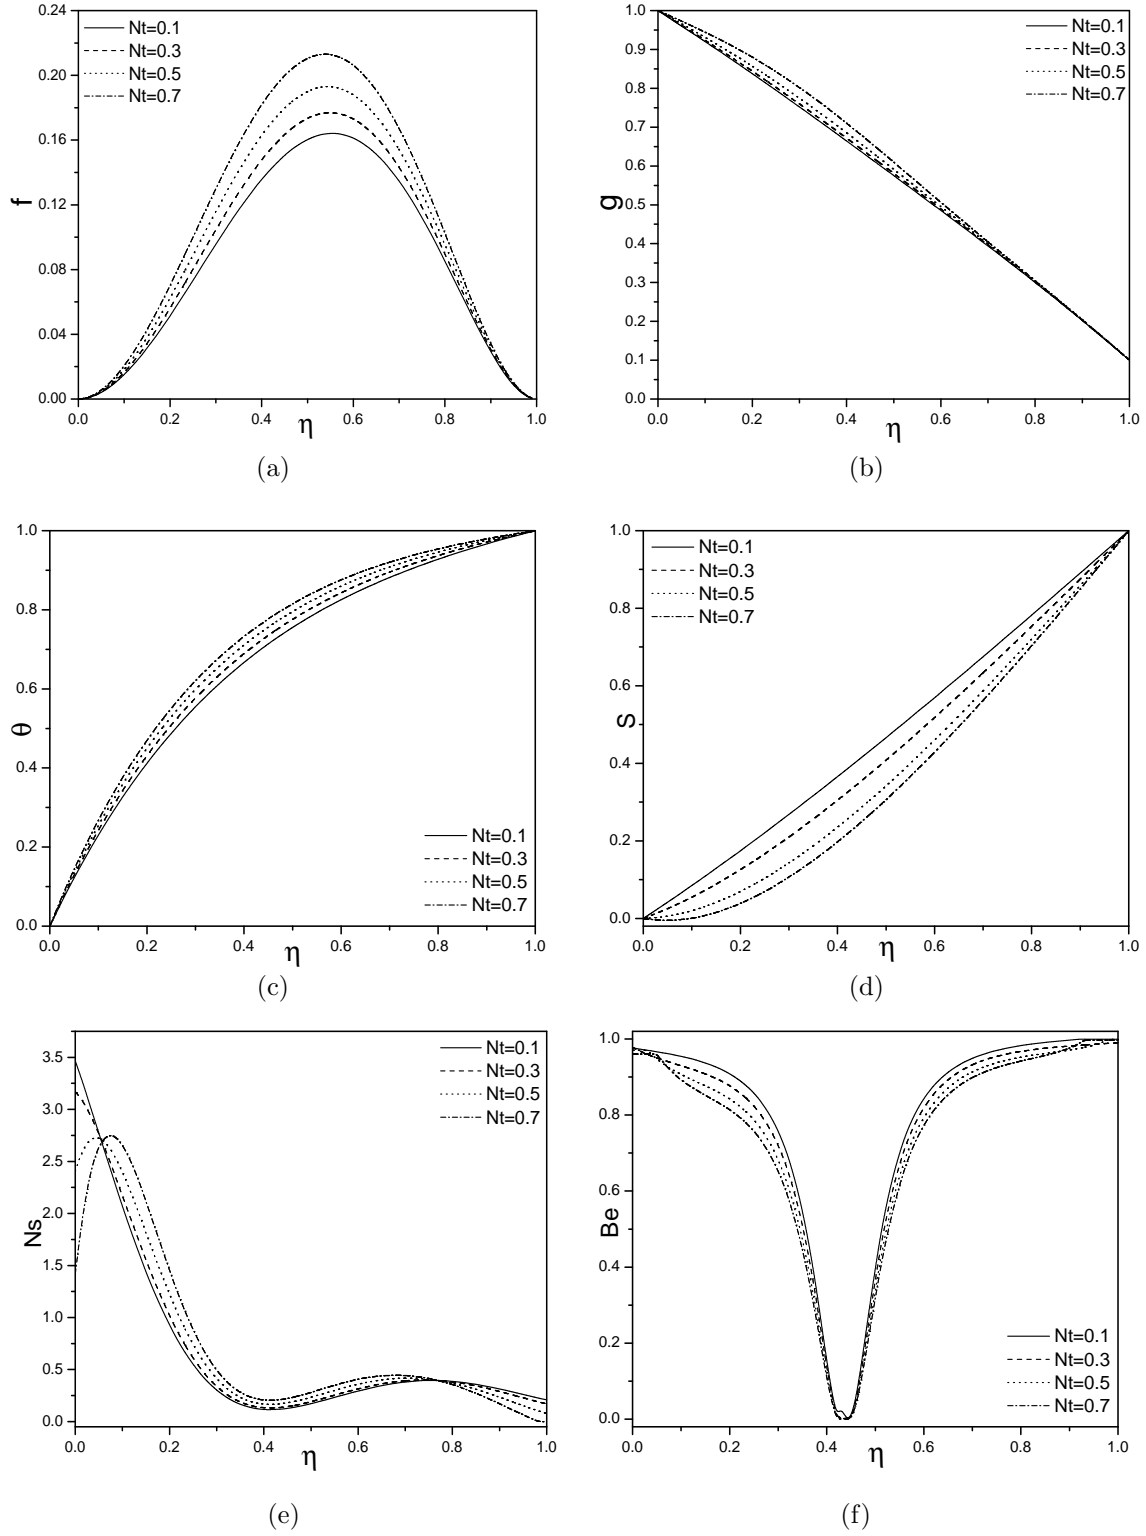 0.24
0.20
0.16
0.12
0.08
0.04
0.00
f
Nt=0.1
Nt=0.3
Nt=0.5
Nt=0.7
0.0 0.2 0.4 0.6 0.8 1.0
η
(a)
1.0
0.9
0.8
0.7
0.6
0.5
0.4
0.3
0.2
0.1
0.0
g
Nt=0.1
Nt=0.3
Nt=0.5
Nt=0.7
0.0 0.2 0.4 0.6 0.8 1.0
η
(b)
1.0
0.8
0.6
0.4
0.2
0.0
θ
Nt=0.1
Nt=0.3
Nt=0.5
Nt=0.7
0.0 0.2 0.4 0.6 0.8 1.0
η
(c)
1.0
0.8
0.6
0.4
0.2
0.0
S
Nt=0.1
Nt=0.3
Nt=0.5
Nt=0.7
0.0 0.2 0.4 0.6 0.8 1.0
η
(d)
3.5
3.0
2.5
2.0
1.5
1.0
0.5
0.0
Ns
Nt=0.1
Nt=0.3
Nt=0.5
Nt=0.7
0.0 0.2 0.4 0.6 0.8 1.0
η
(e)
1.0
0.8
0.6
0.4
0.2
0.0
Be
Nt=0.1
Nt=0.3
Nt=0.5
Nt=0.7
0.0 0.2 0.4 0.6 0.8 1.0
η
(f)